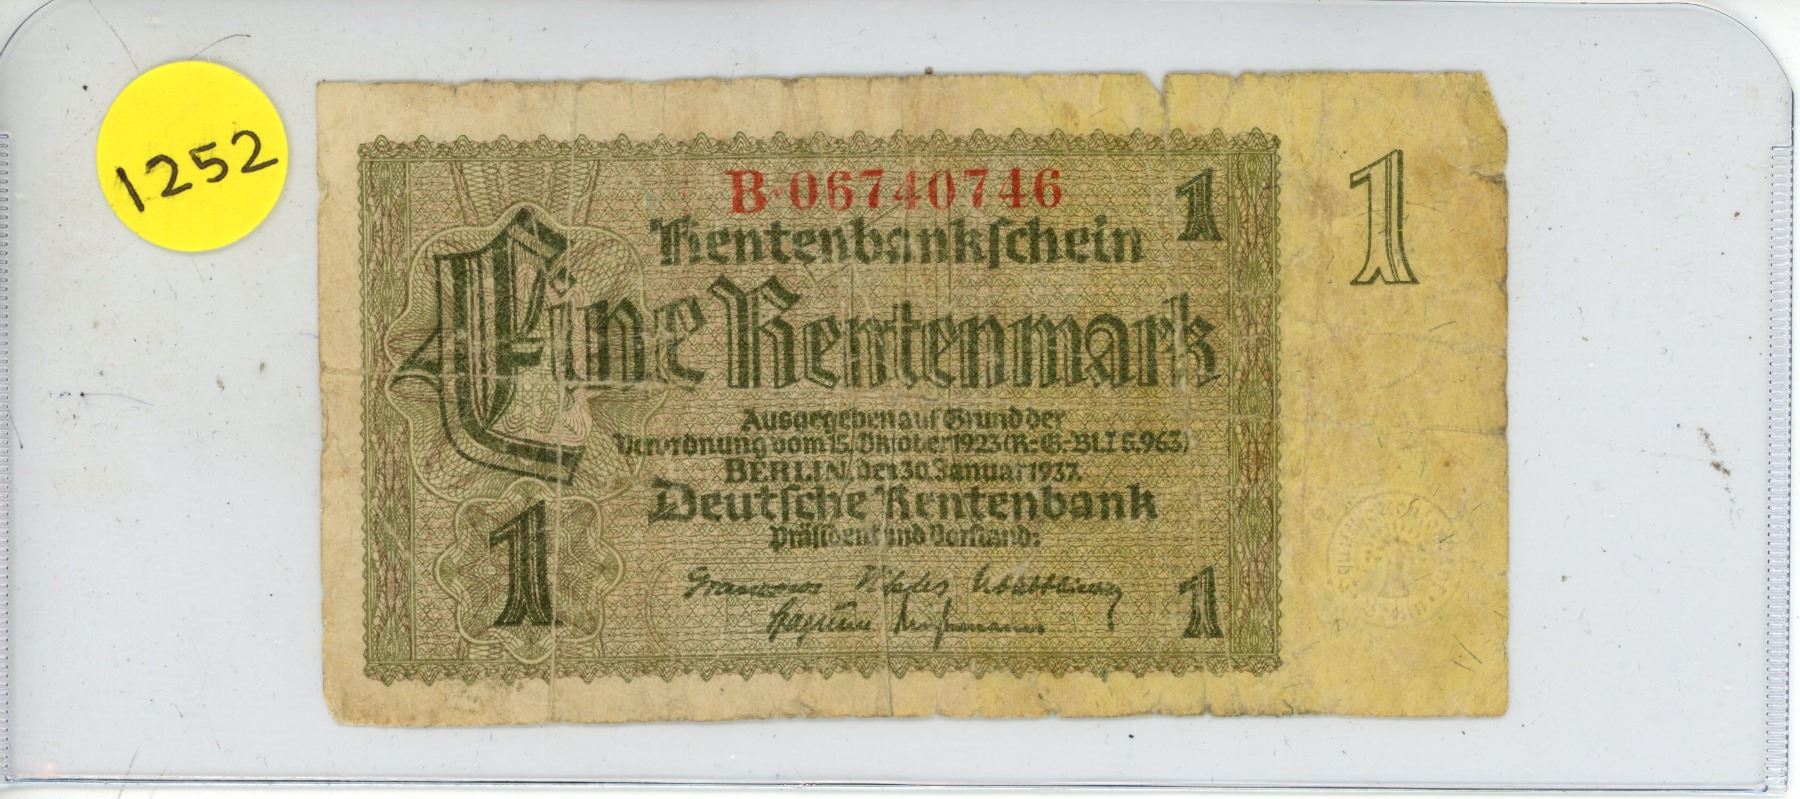 1252
B·06740746
1
1
Rentenbankschein
Eine Rentenmark
Ausgegeben auf Grund der
Verordnung vom 15. Oktober 1923 (R.-G.-Bl. I S. 963)
BERLIN, den 30. Januar 1937.
Deutsche Rentenbank
Präsident und Vorstand:
1
1